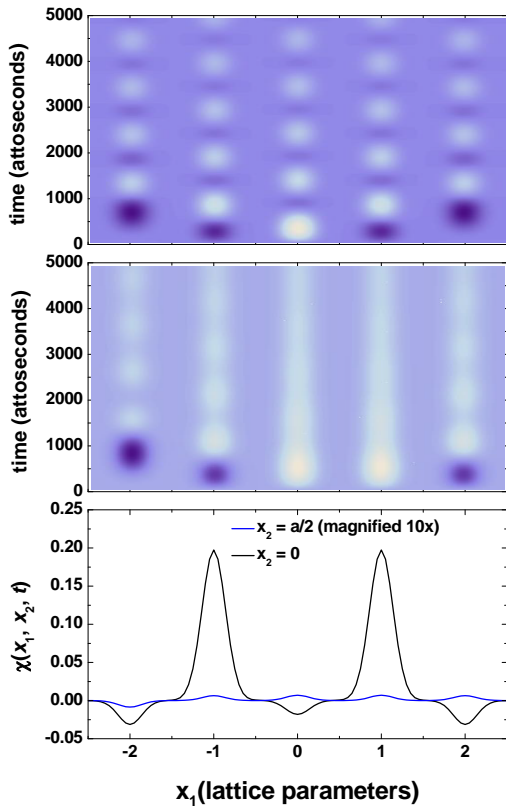 5000
4000
3000
2000
1000
0
time (attoseconds)
5000
4000
3000
2000
1000
0
time (attoseconds)
0.25
0.20
0.15
0.10
0.05
0.00
-0.05
χ(x₁, x₂, t)
x₂ = a/2 (magnified 10x)
x₂ = 0
-2 -1 0 1 2
x₁(lattice parameters)